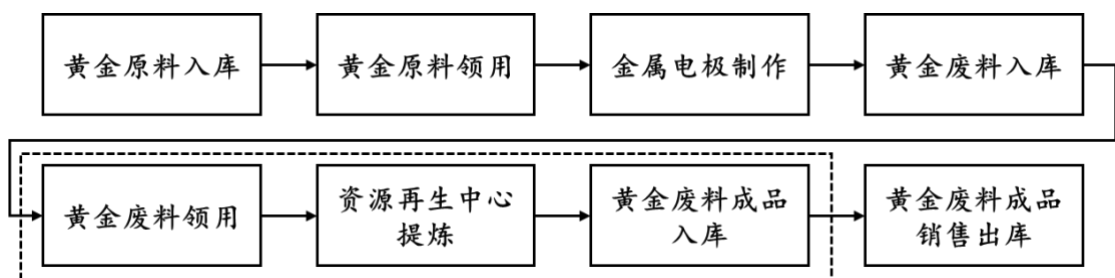 黄金原料入库
黄金原料领用
金属电极制作
黄金废料入库
黄金废料领用
资源再生中心
提炼
黄金废料成品
入库
黄金废料成品
销售出库